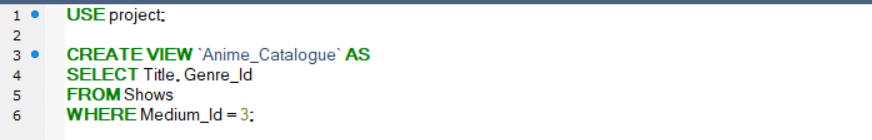 1 USE project;
2
3 CREATE VIEW `Anime_Catalogue` AS
4 SELECT Title, Genre_Id
5 FROM Shows
6 WHERE Medium_Id = 3;